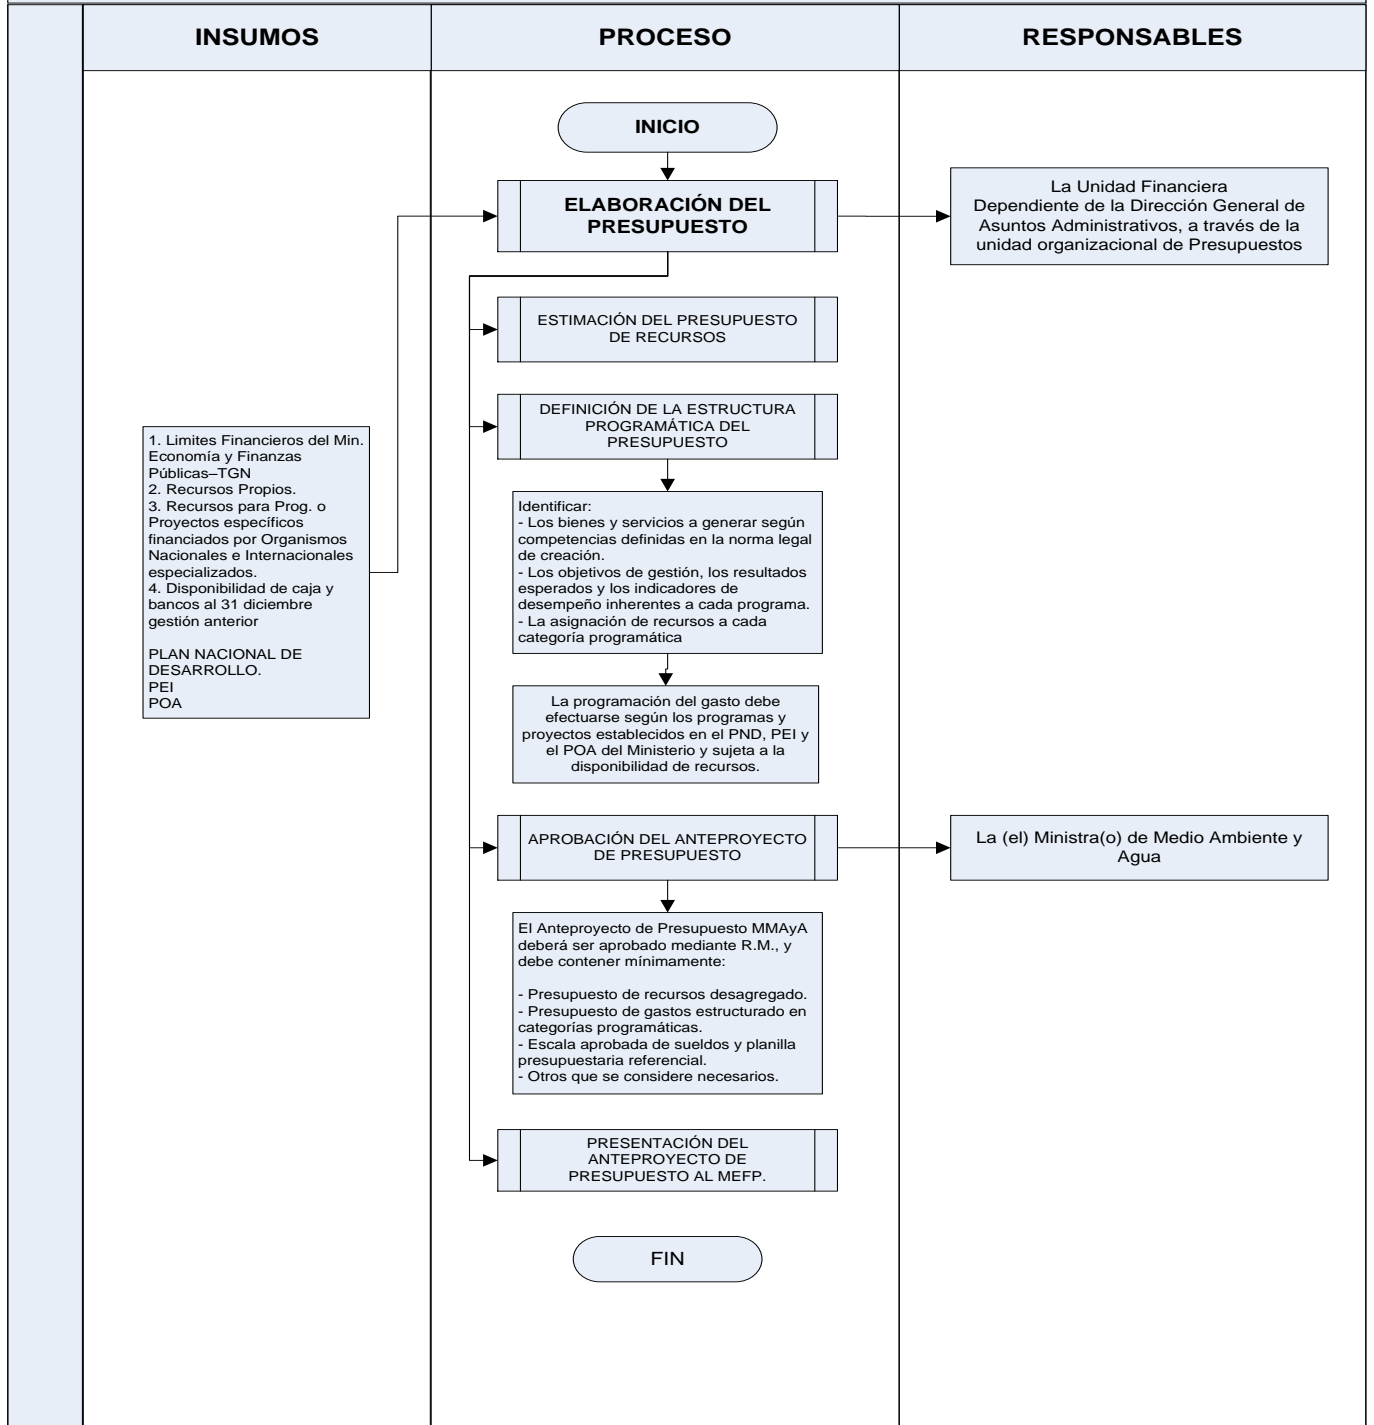 INSUMOS
PROCESO
RESPONSABLES
INICIO
ELABORACIÓN DEL
PRESUPUESTO
La Unidad Financiera
Dependiente de la Dirección General de
Asuntos Administrativos, a través de la
unidad organizacional de Presupuestos
ESTIMACIÓN DEL PRESUPUESTO
DE RECURSOS
DEFINICIÓN DE LA ESTRUCTURA
PROGRAMÁTICA DEL
PRESUPUESTO
1. Limites Financieros del Min.
Economía y Finanzas
Públicas–TGN
2. Recursos Propios.
3. Recursos para Prog. o
Proyectos específicos
financiados por Organismos
Nacionales e Internacionales
especializados.
4. Disponibilidad de caja y
bancos al 31 diciembre
gestión anterior
PLAN NACIONAL DE
DESARROLLO.
PEI
POA
Identificar:
- Los bienes y servicios a generar según
competencias definidas en la norma legal
de creación.
- Los objetivos de gestión, los resultados
esperados y los indicadores de
desempeño inherentes a cada programa.
- La asignación de recursos a cada
categoría programática
La programación del gasto debe
efectuarse según los programas y
proyectos establecidos en el PND, PEI y
el POA del Ministerio y sujeta a la
disponibilidad de recursos.
APROBACIÓN DEL ANTEPROYECTO
DE PRESUPUESTO
La (el) Ministra(o) de Medio Ambiente y
Agua
El Anteproyecto de Presupuesto MMAyA
deberá ser aprobado mediante R.M., y
debe contener mínimamente:
- Presupuesto de recursos desagregado.
- Presupuesto de gastos estructurado en
categorías programáticas.
- Escala aprobada de sueldos y planilla
presupuestaria referencial.
- Otros que se considere necesarios.
PRESENTACIÓN DEL
ANTEPROYECTO DE
PRESUPUESTO AL MEFP.
FIN